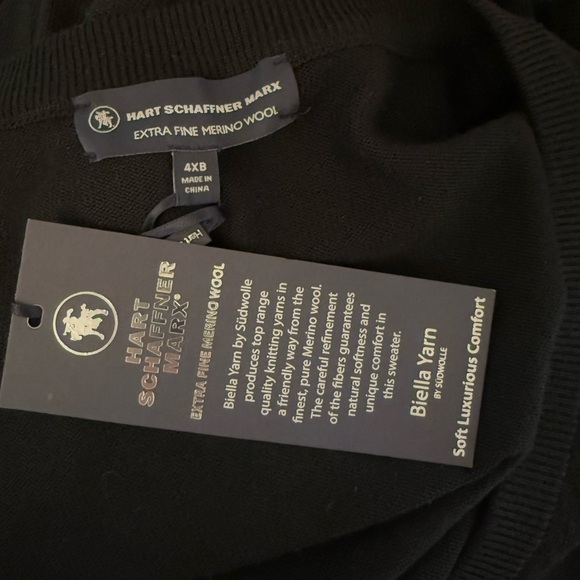 HART SCHAFFNER MARX
EXTRA FINE MERINO WOOL
4XB
MADE IN
CHINA
HART
SCHAFFNER
MARX®
EXTRA FINE MERINO WOOL
Biella Yarn by Südwolle
produces top range
quality knitting yarns in
a friendly way from the
finest, pure Merino wool.
The careful refinement
of the fibers guarantees
natural softness and
unique comfort in
this sweater.
Biella Yarn
BY SÜDWOLLE
Soft Luxurious Comfort